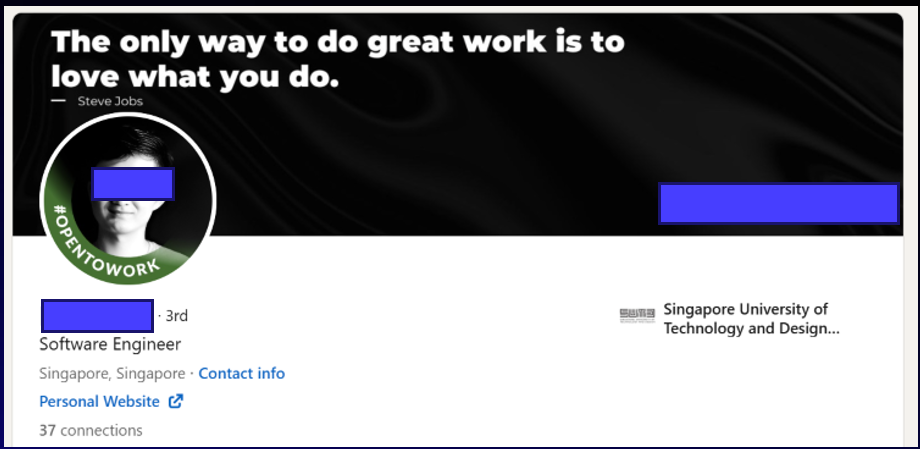 The only way to do great work is to
love what you do.
— Steve Jobs
#OPENTOWORK
· 3rd
Software Engineer
Singapore, Singapore · Contact info
Personal Website
37 connections
Singapore University of
Technology and Design...